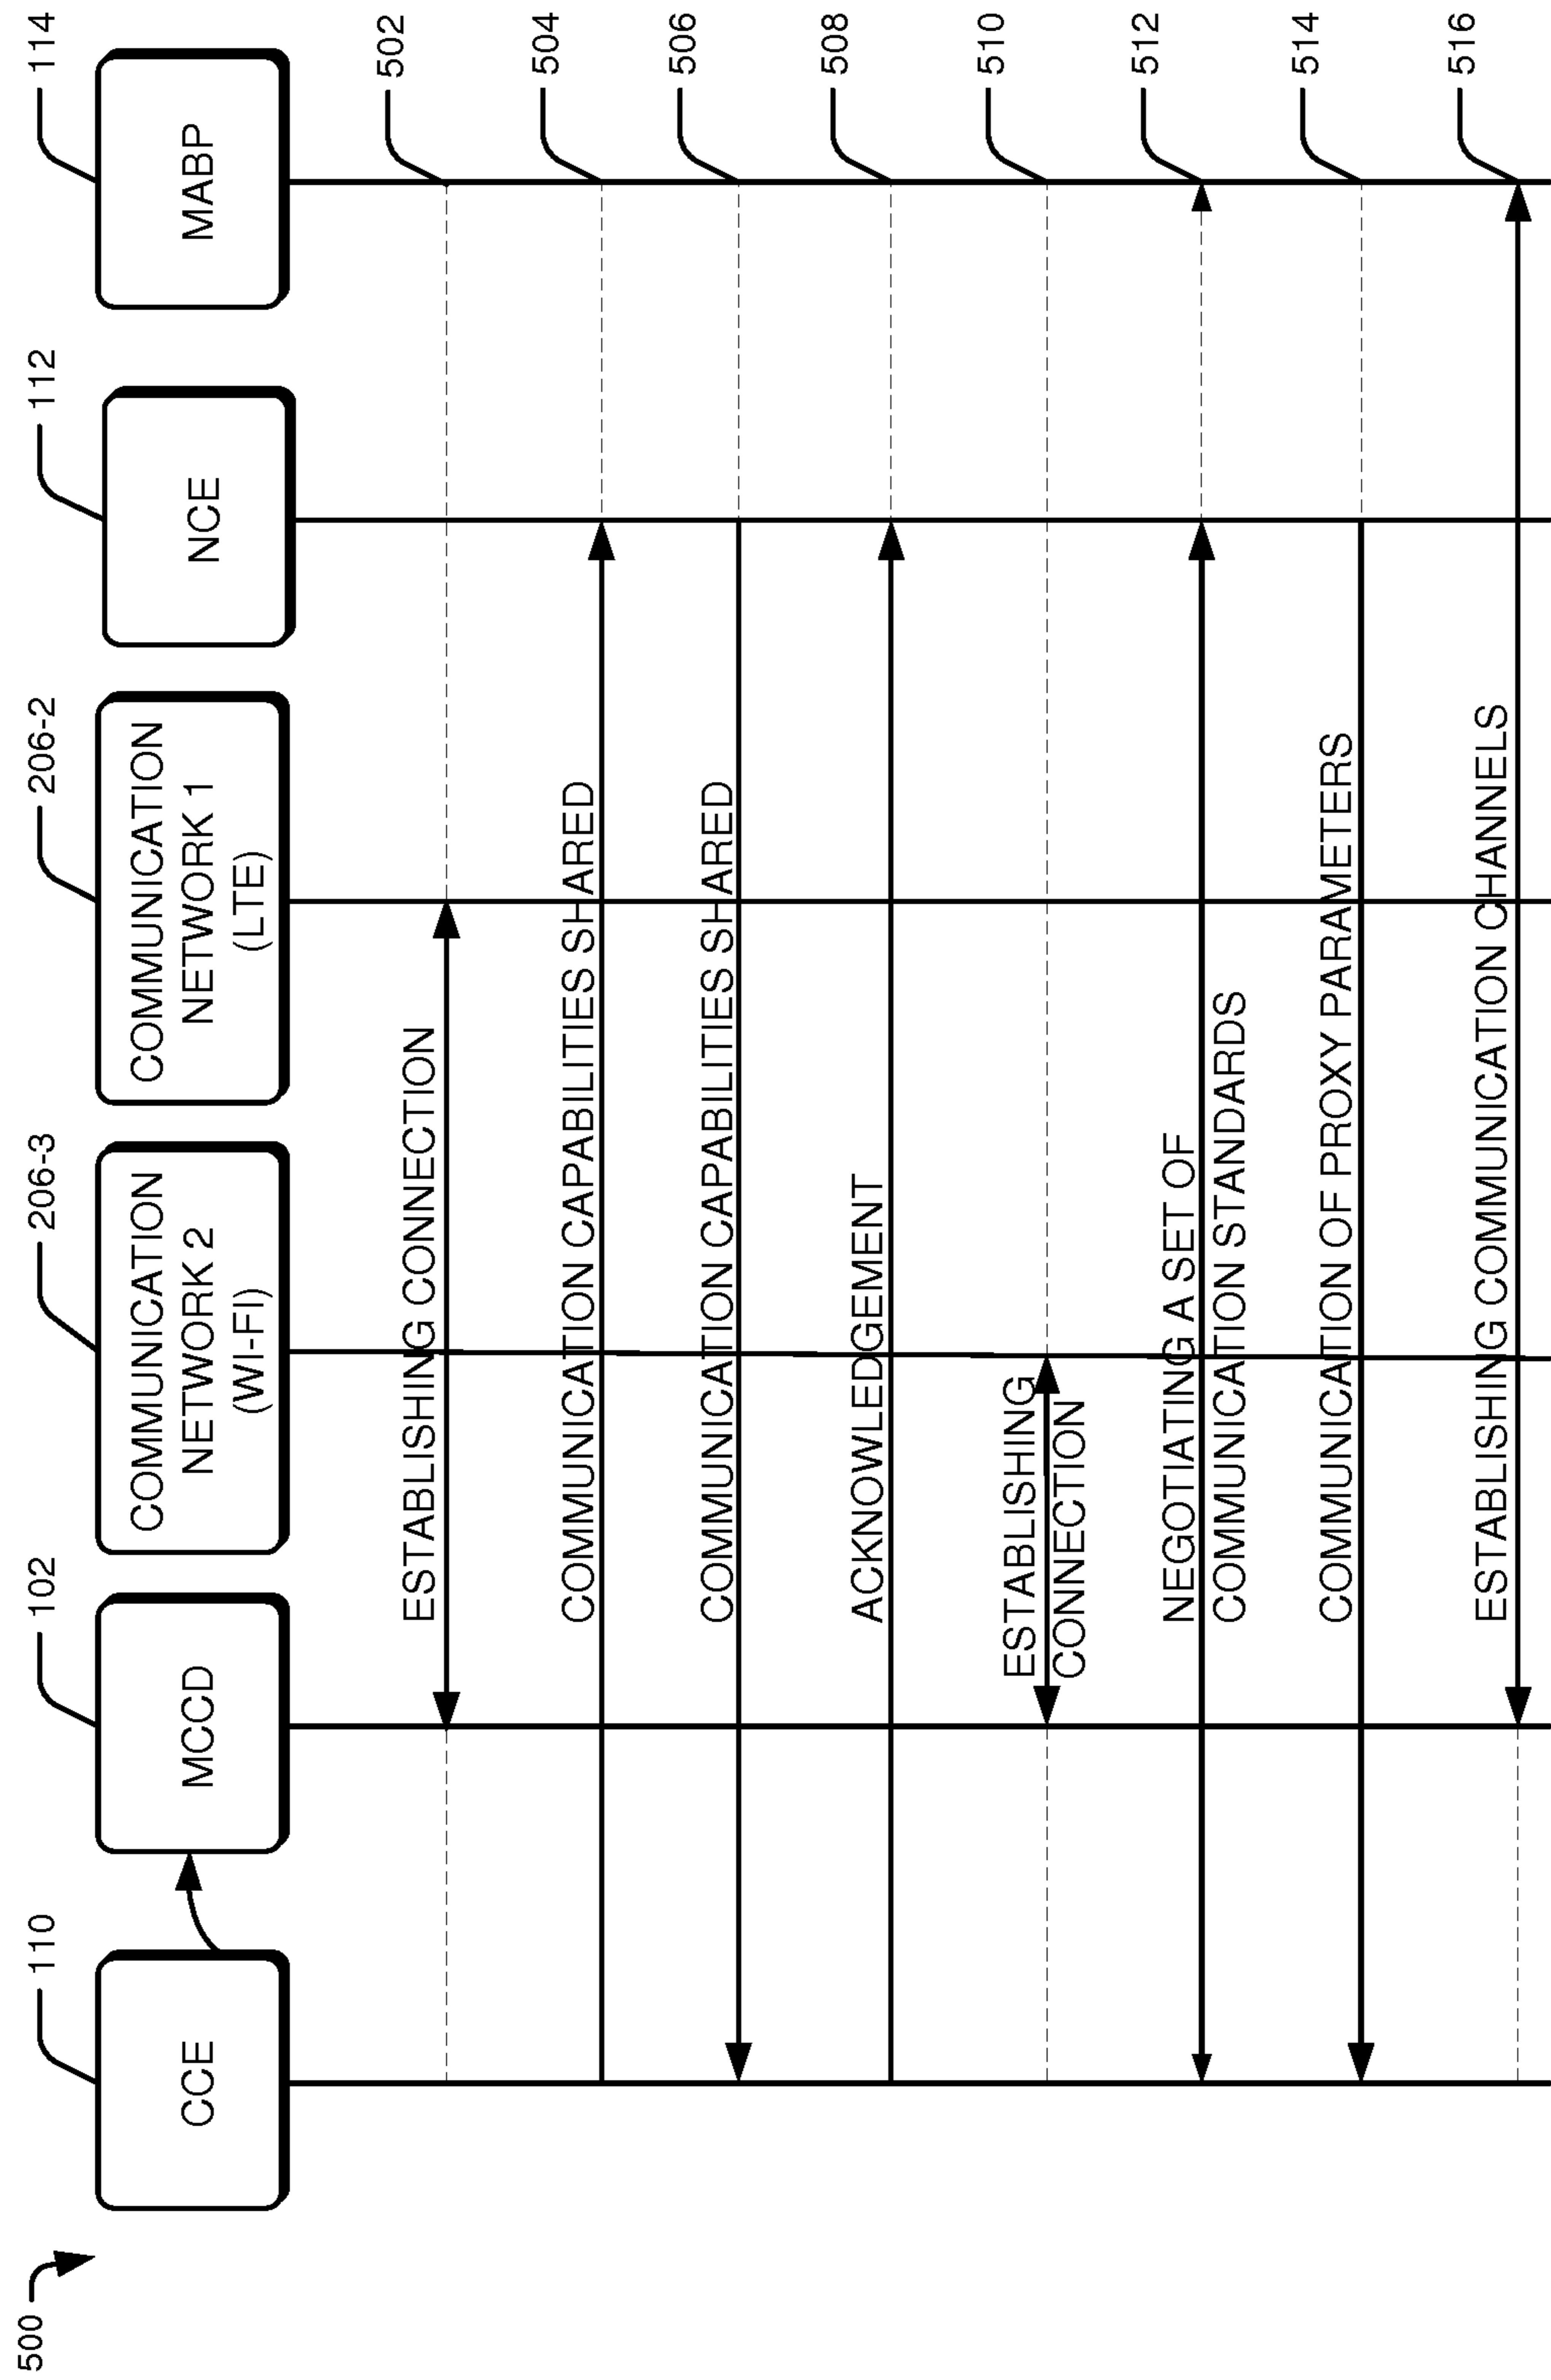 500
110
102
206-3
206-2
112
114
CCE
MCCD
COMMUNICATION
NETWORK 2
(WI-FI)
COMMUNICATION
NETWORK 1
(LTE)
NCE
MABP
ESTABLISHING CONNECTION
502
COMMUNICATION CAPABILITIES SHARED
504
COMMUNICATION CAPABILITIES SHARED
506
ACKNOWLEDGEMENT
508
ESTABLISHING
CONNECTION
510
NEGOTIATING A SET OF
COMMUNICATION STANDARDS
512
COMMUNICATION OF PROXY PARAMETERS
514
ESTABLISHING COMMUNICATION CHANNELS
516